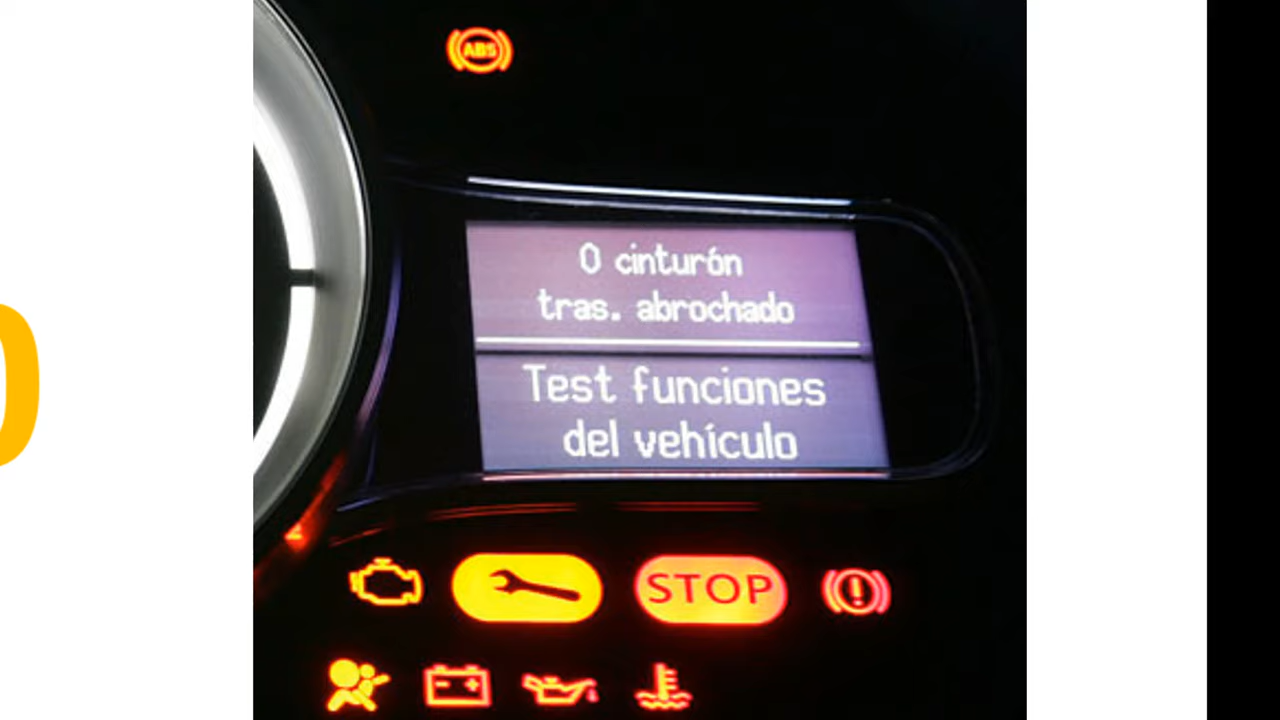 ABS
0 cinturón
tras. abrochado
Test funciones
del vehículo
STOP